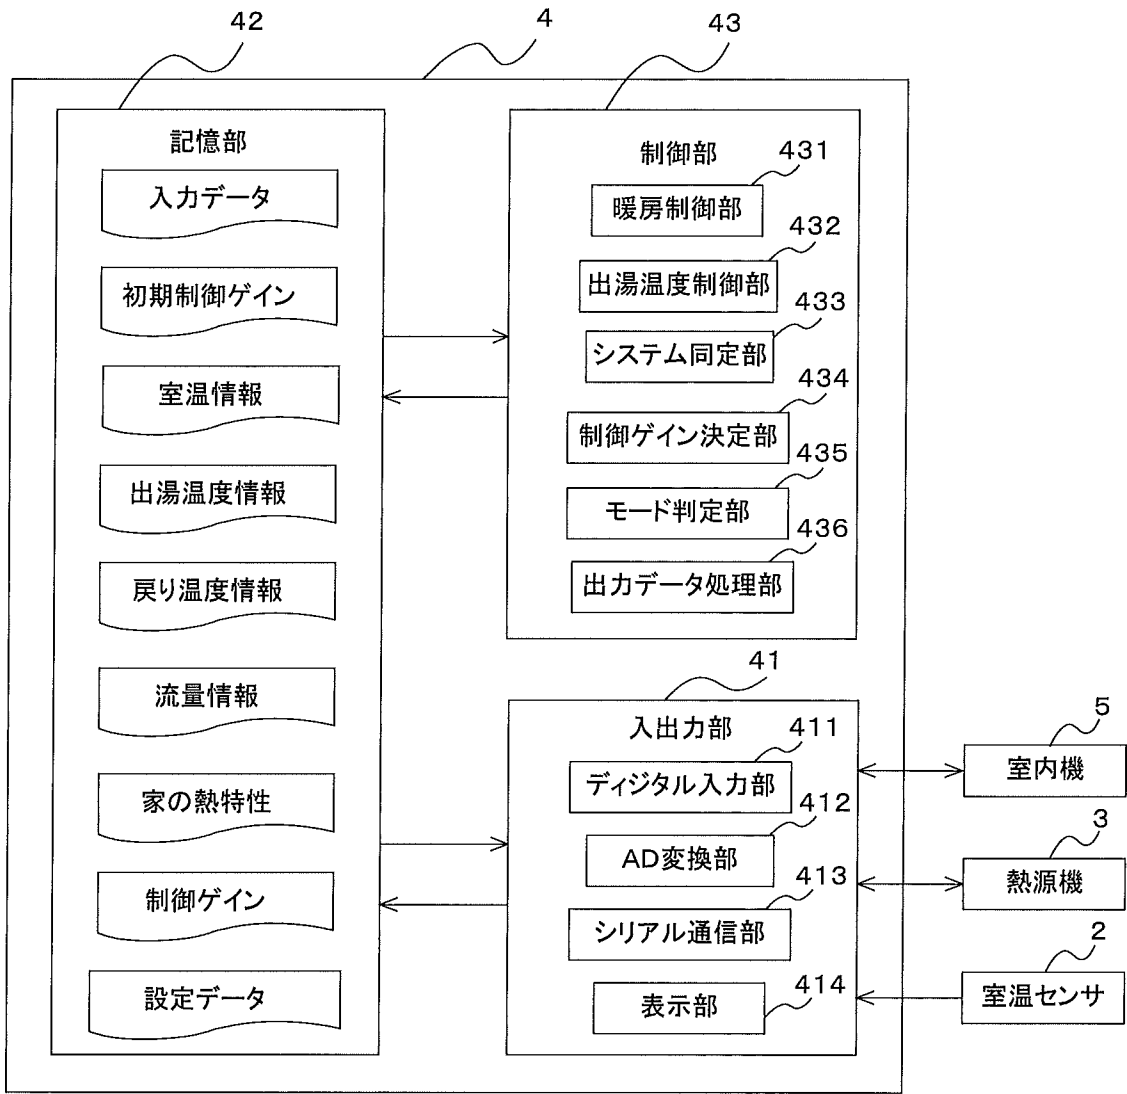 42
4
43
記憶部
入力データ
初期制御ゲイン
室温情報
出湯温度情報
戻り温度情報
流量情報
家の熱特性
制御ゲイン
設定データ
制御部
431
暖房制御部
432
出湯温度制御部
433
システム同定部
434
制御ゲイン決定部
435
モード判定部
436
出力データ処理部
41
入出力部
411
ディジタル入力部
412
AD変換部
413
シリアル通信部
414
表示部
5
室内機
3
熱源機
2
室温センサ